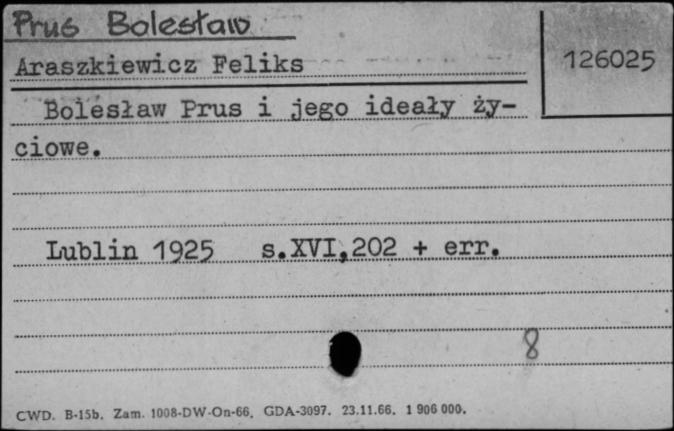 Prus Bolesław
Araszkiewicz Feliks
126025
Bolesław Prus i jego ideały ży-
ciowe.
Lublin 1925 s.XVI,202 + err.
8
CWD. B-15b. Zam. 1008-DW-On-66. GDA-3097. 23.11.66. 1 906 000.